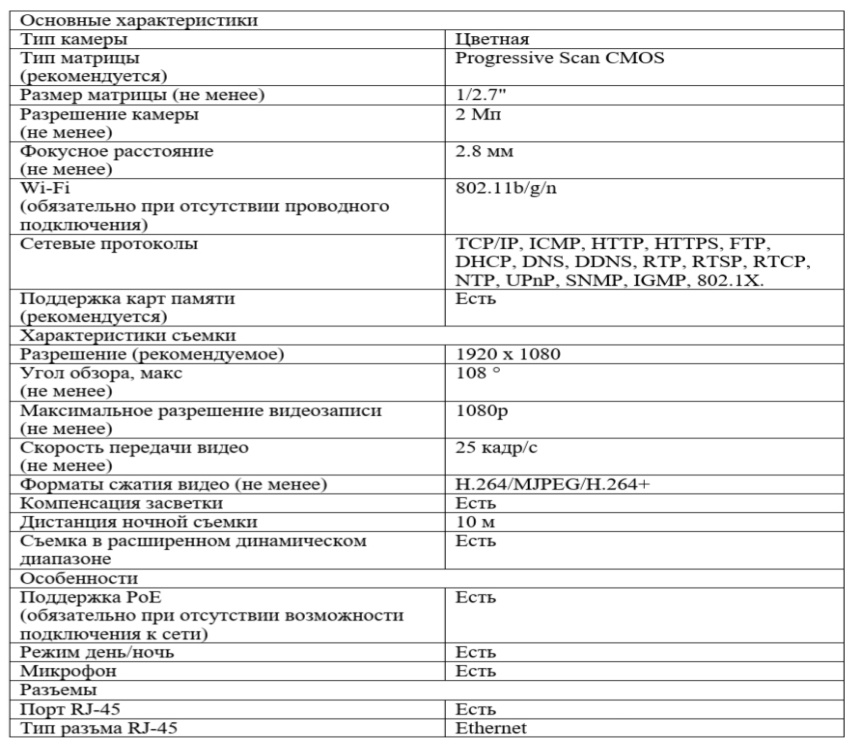 Основные характеристики
Тип камеры Цветная
Тип матрицы Progressive Scan CMOS
(рекомендуется)
Размер матрицы (не менее) 1/2.7"
Разрешение камеры 2 Мп
(не менее)
Фокусное расстояние 2.8 мм
(не менее)
Wi-Fi 802.11b/g/n
(обязательно при отсутствии проводного
подключения)
Сетевые протоколы TCP/IP, ICMP, HTTP, HTTPS, FTP,
DHCP, DNS, DDNS, RTP, RTSP, RTCP,
NTP, UPnP, SNMP, IGMP, 802.1X.
Поддержка карт памяти Есть
(рекомендуется)
Характеристики съемки
Разрешение (рекомендуемое) 1920 x 1080
Угол обзора, макс 108 °
(не менее)
Максимальное разрешение видеозаписи 1080p
(не менее)
Скорость передачи видео 25 кадр/с
(не менее)
Форматы сжатия видео (не менее) H.264/MJPEG/H.264+
Компенсация засветки Есть
Дистанция ночной съемки 10 м
Съемка в расширенном динамическом Есть
диапазоне
Особенности
Поддержка PoE Есть
(обязательно при отсутствии возможности
подключения к сети)
Режим день/ночь Есть
Микрофон Есть
Разъемы
Порт RJ-45 Есть
Тип разъма RJ-45 Ethernet